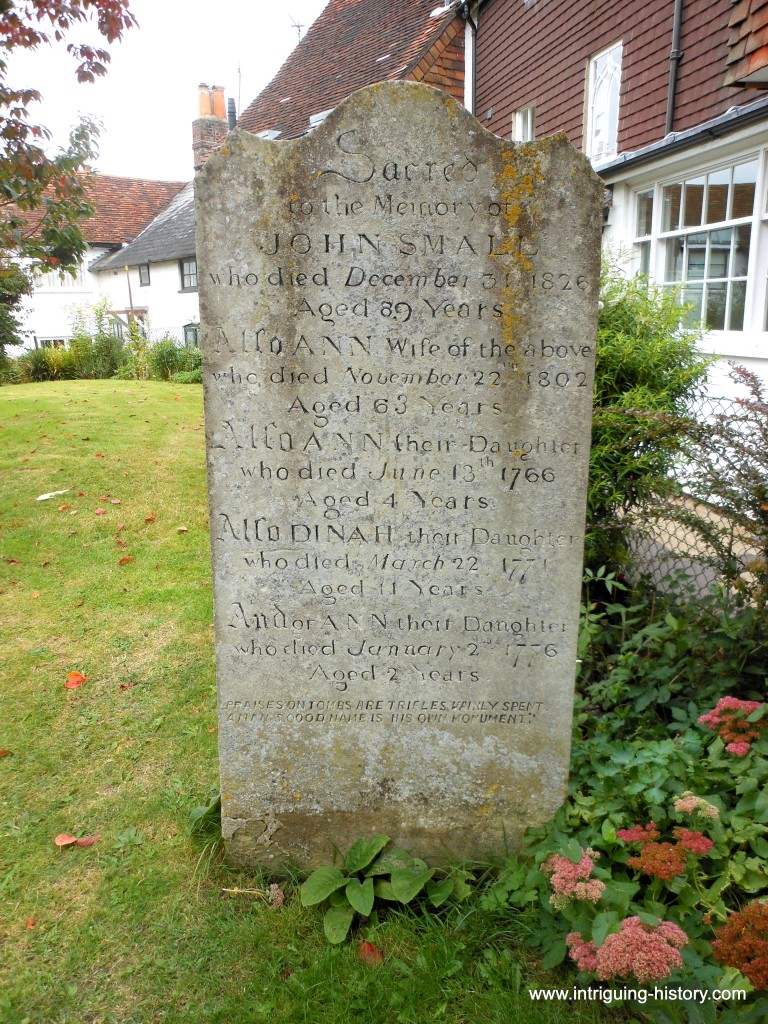 Sacred
to the Memory of
JOHN SMALL
who died December 31 1826
Aged 89 Years
Also ANN Wife of the above
who died November 22 1802
Aged 63 Years
Also ANN their Daughter
who died June 13th 1766
Aged 4 Years
Also DINAH their Daughter
who died March 22 1771
Aged 11 Years
And or ANN their Daughter
who died January 2nd 1776
Aged 2 Years
PRAISES ON TOMBS ARE TRIFLES VAINLY SPENT
A MAN'S GOOD NAME IS HIS OWN MONUMENT."
www.intriguing-history.com